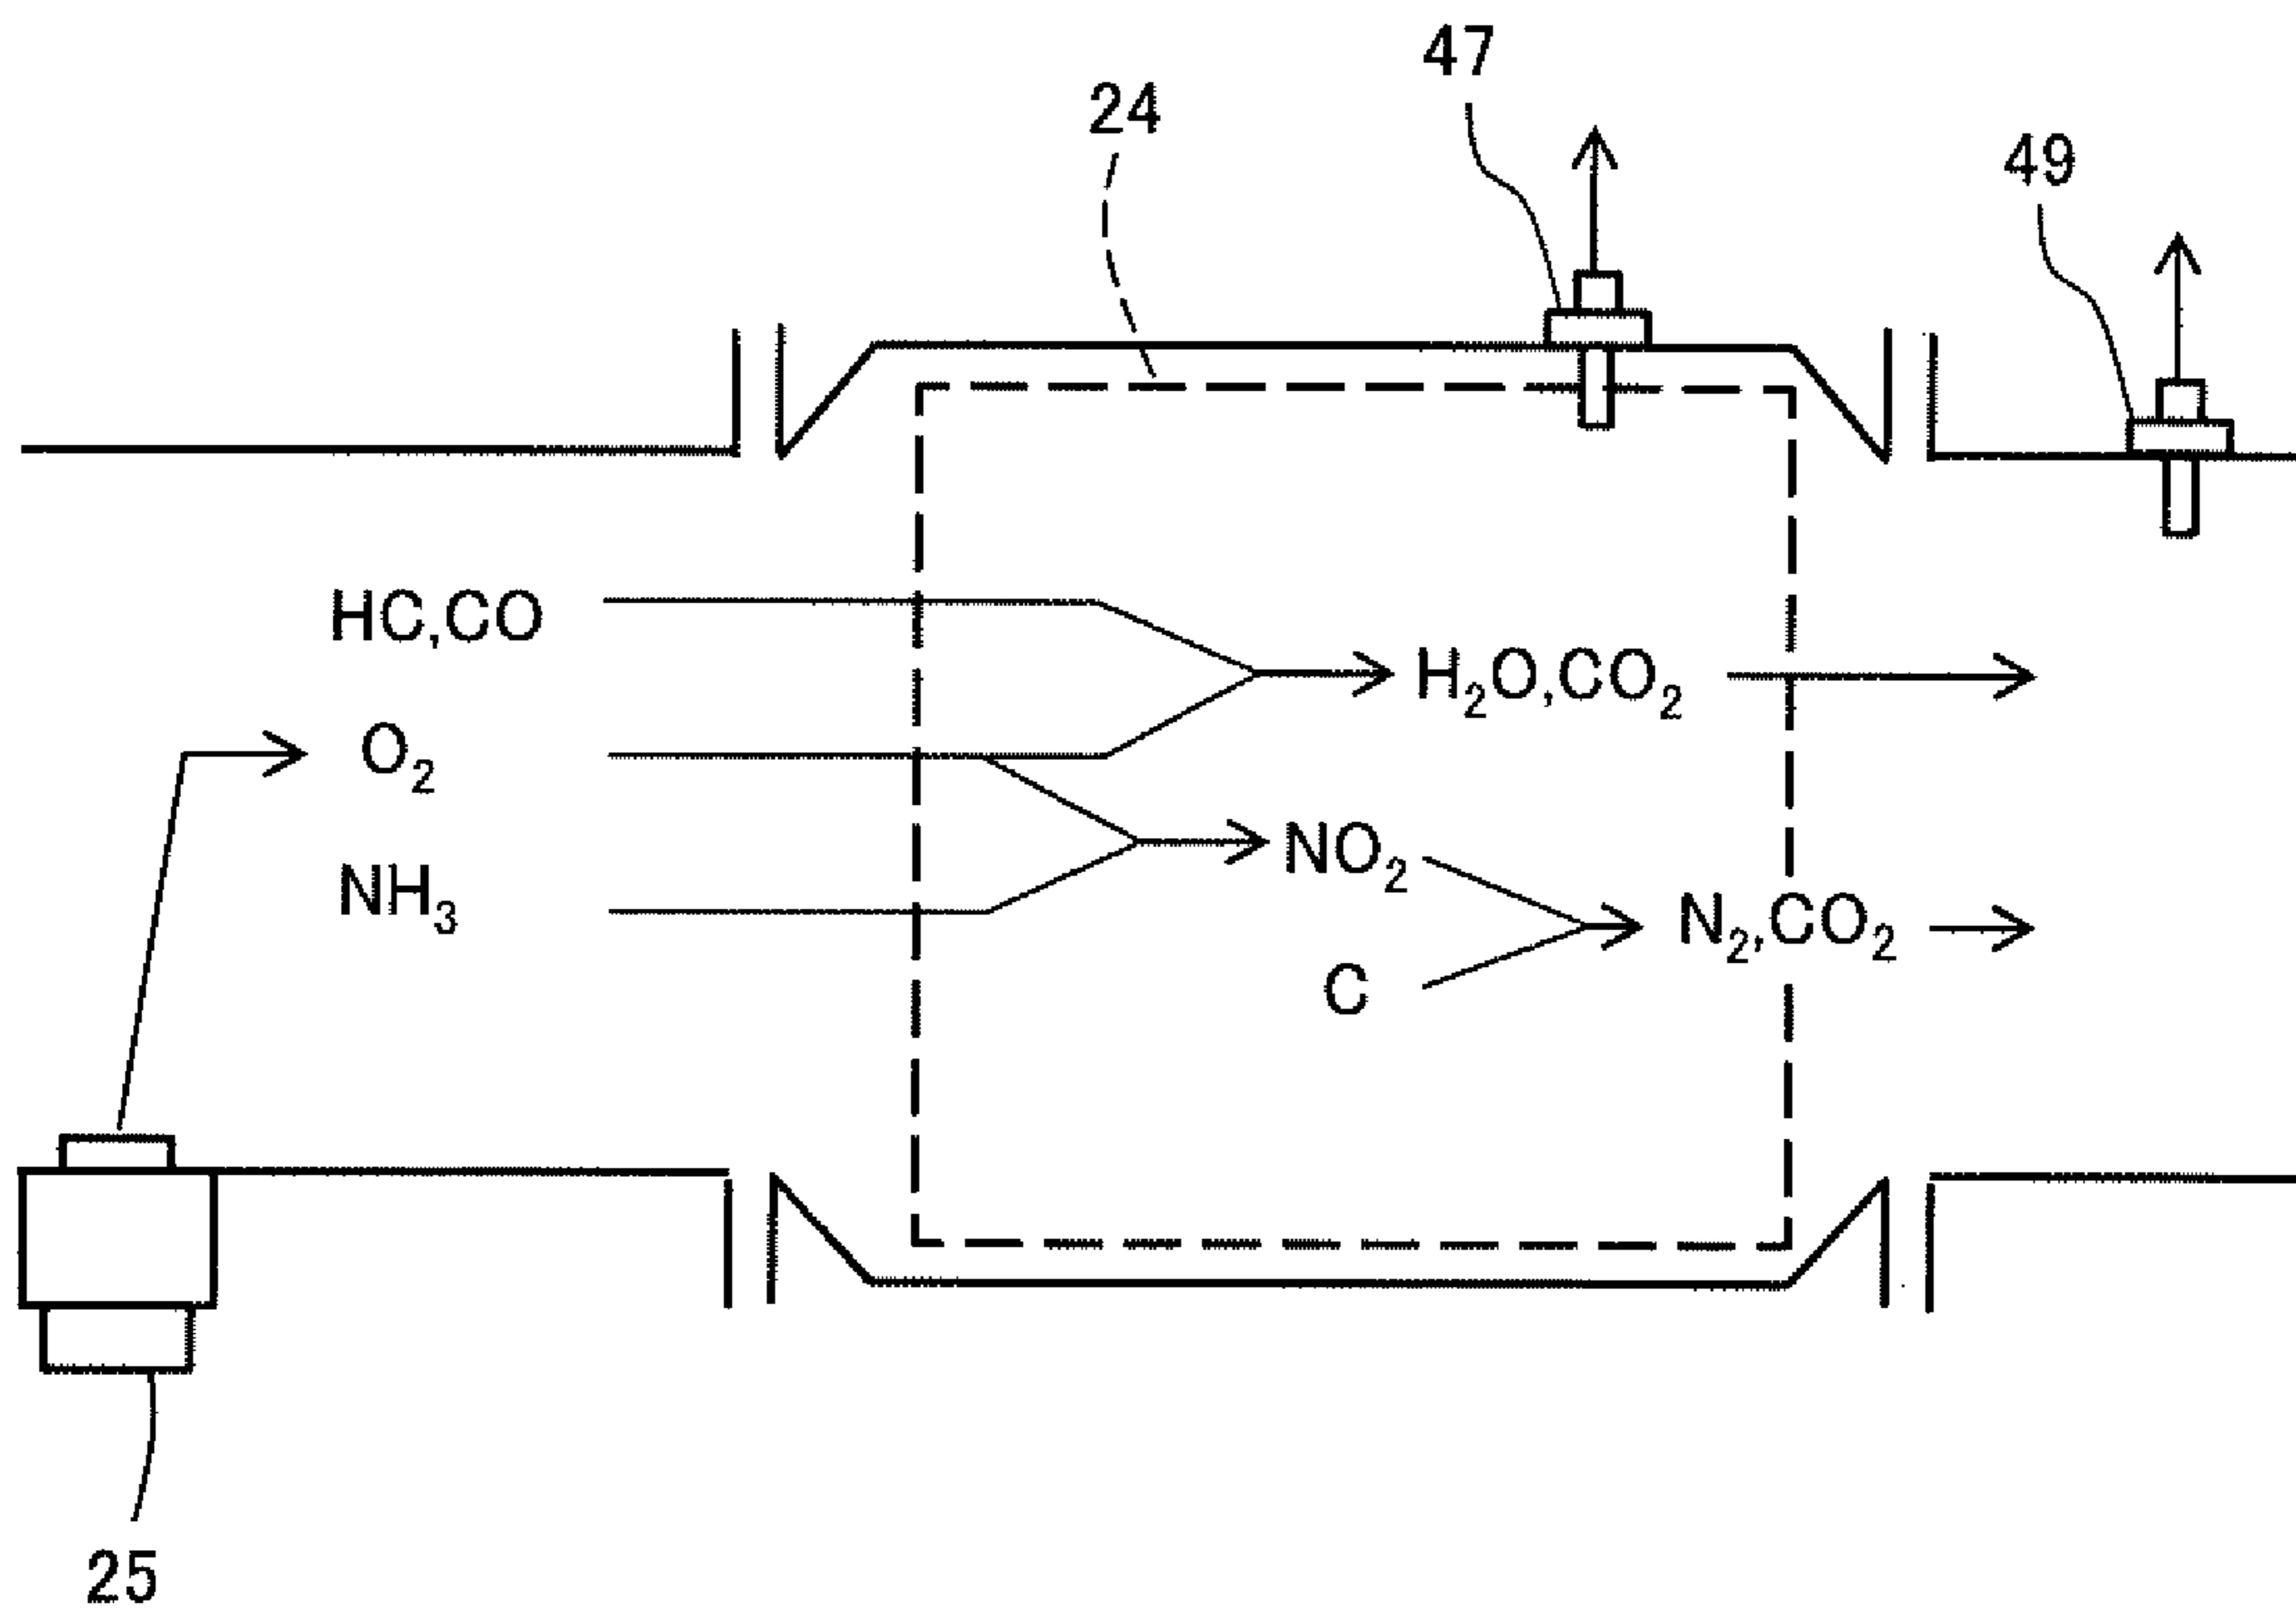 47
24
49
HC,CO
H₂O,CO₂
O₂
NO₂
NH₃
N₂,CO₂
C
25